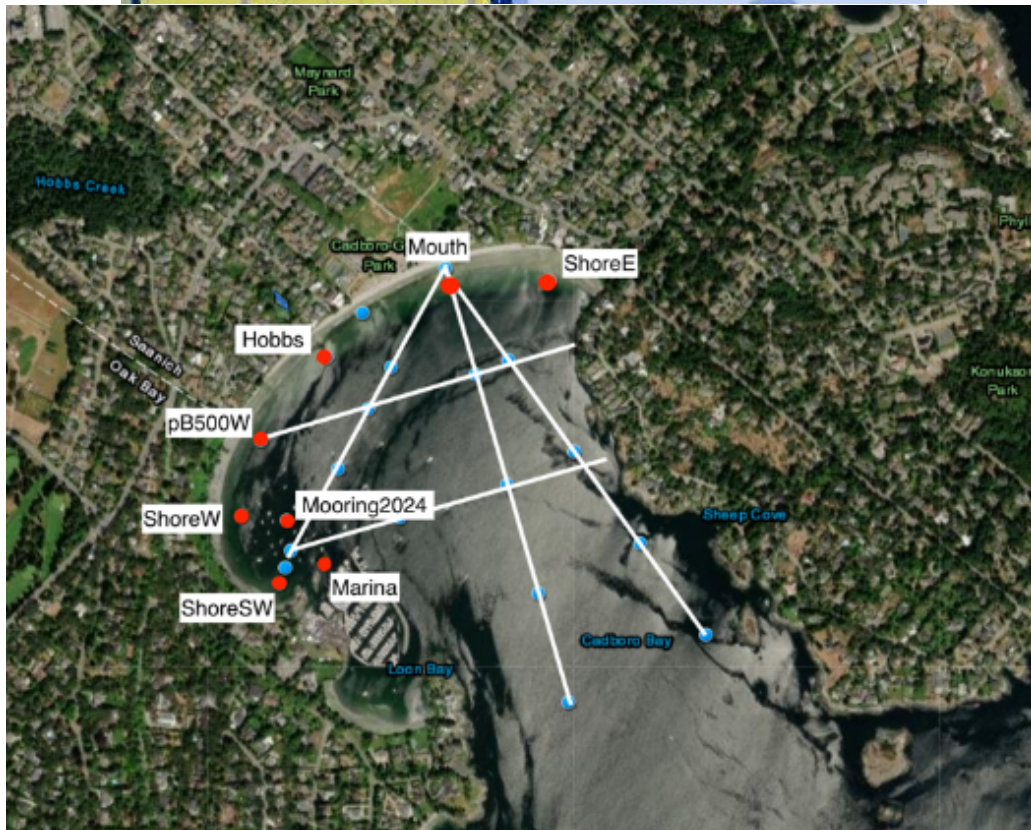 Maynard
Park
Hobbs Creek
Cadboro-G
Park
Mouth
ShoreE
Phyl
Hobbs
Saanich
Oak Bay
Konukson
Park
pB500W
ShoreW
Mooring2024
Sheep Cove
Marina
ShoreSW
Loon Bay
Cadboro Bay